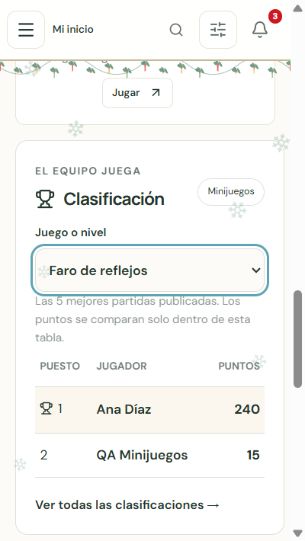 Mi inicio
3
Jugar
EL EQUIPO JUEGA
Clasificación
Minijuegos
Juego o nivel
Faro de reflejos
Las 5 mejores partidas publicadas. Los
puntos se comparan solo dentro de esta
tabla.
PUESTO JUGADOR PUNTOS
1 Ana Díaz 240
2 QA Minijuegos 15
Ver todas las clasificaciones →